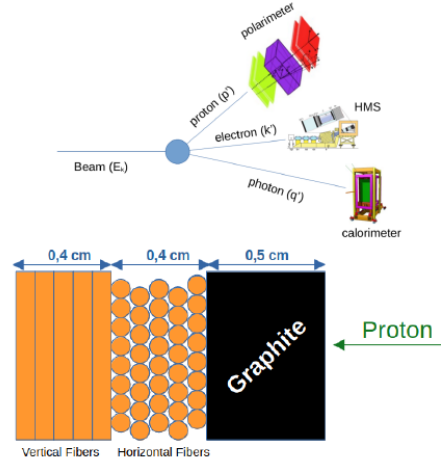 polarimeter
proton (p')
HMS
electron (k')
Beam (Eₖ)
photon (q')
calorimeter
0,4 cm
0,4 cm
0,5 cm
Graphite
Proton
Vertical Fibers
Horizontal Fibers